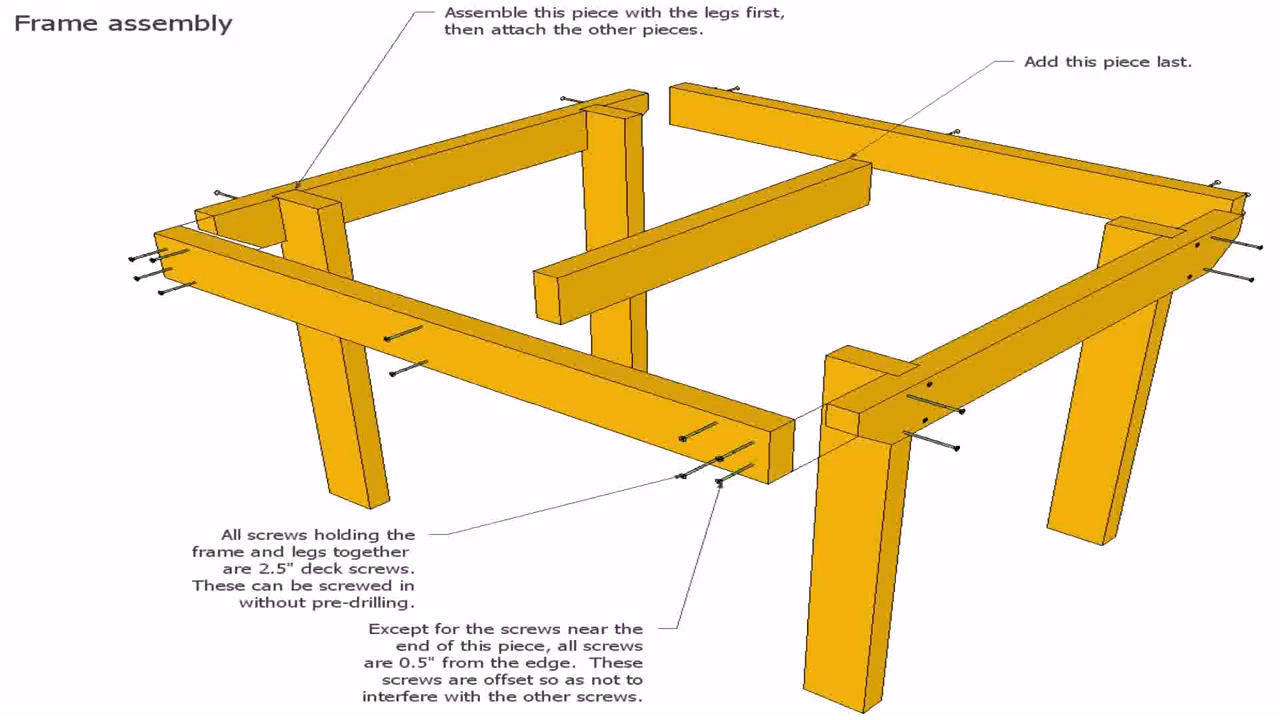 Frame assembly
Assemble this piece with the legs first,
then attach the other pieces.
Add this piece last.
All screws holding the
frame and legs together
are 2.5" deck screws.
These can be screwed in
without pre-drilling.
Except for the screws near the
end of this piece, all screws
are 0.5" from the edge. These
screws are offset so as not to
interfere with the other screws.